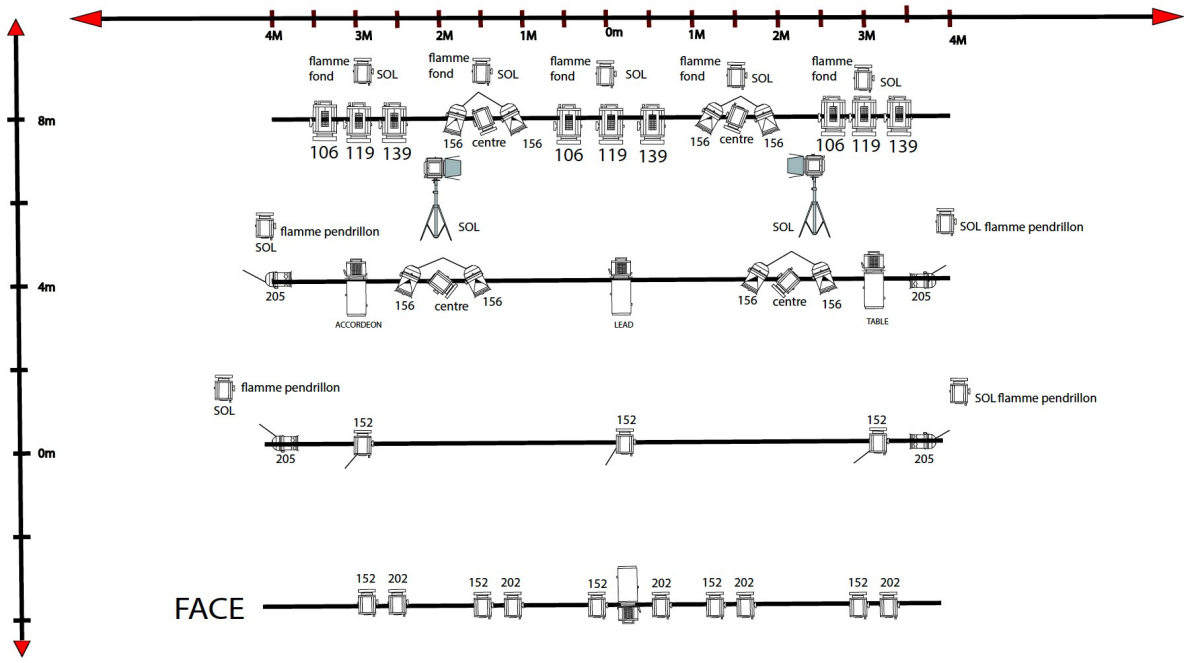 4M 3M 2M 1M 0m 1M 2M 3M 4M
flamme fond SOL
flamme fond SOL
flamme fond SOL
flamme fond SOL
flamme fond SOL
8m
106 119 139 156 centre 156 106 119 139 156 centre 156 106 119 139
SOL SOL
SOL flamme pendrillon
SOL flamme pendrillon
4m
205 ACCORDEON 156 centre 156 LEAD 156 centre 156 TABLE 205
SOL flamme pendrillon
SOL flamme pendrillon
152 152 152
0m
205 205
152 202 152 202 152 202 152 202 152 202
FACE